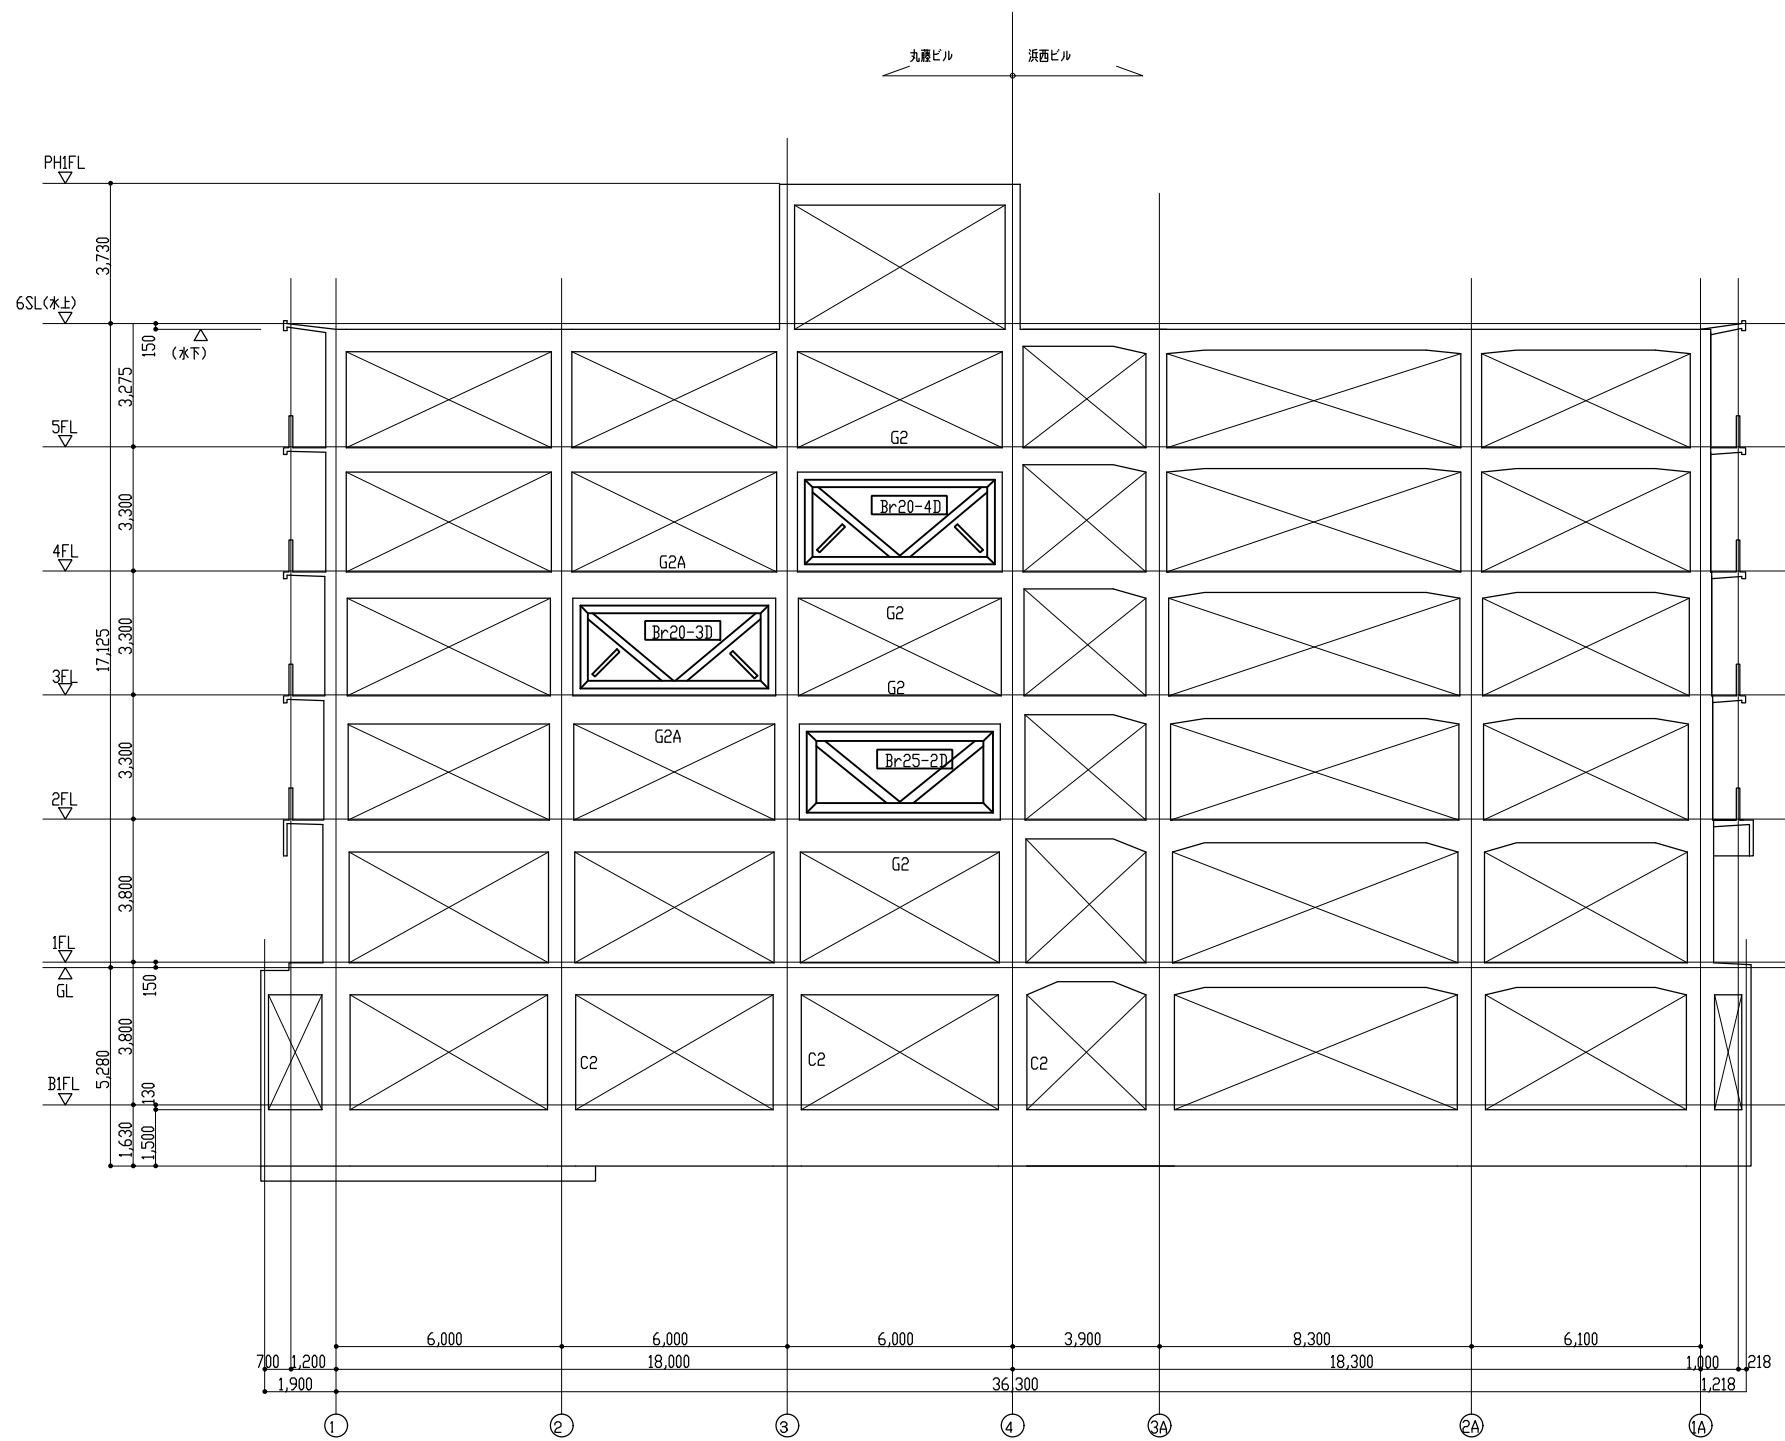 丸藤ビル 浜西ビル
PH1FL
3,730
6SL(水上)
150
(水下)
3,275
5FL
G2
3,300
Br20-4D
4FL
G2A
17,125
3,300
G2
Br20-3D
3FL
G2
3,300
G2A
Br25-2D
2FL
3,800
G2
1FL
150
GL
3,800
5,280
C2 C2 C2
B1FL
130
1,630
1,500
6,000 6,000 6,000 3,900 8,300 6,100
700 1,200 18,000 18,300 1,000 218
1,900 36,300 1,218
1 2 3 4 3A 2A 1A